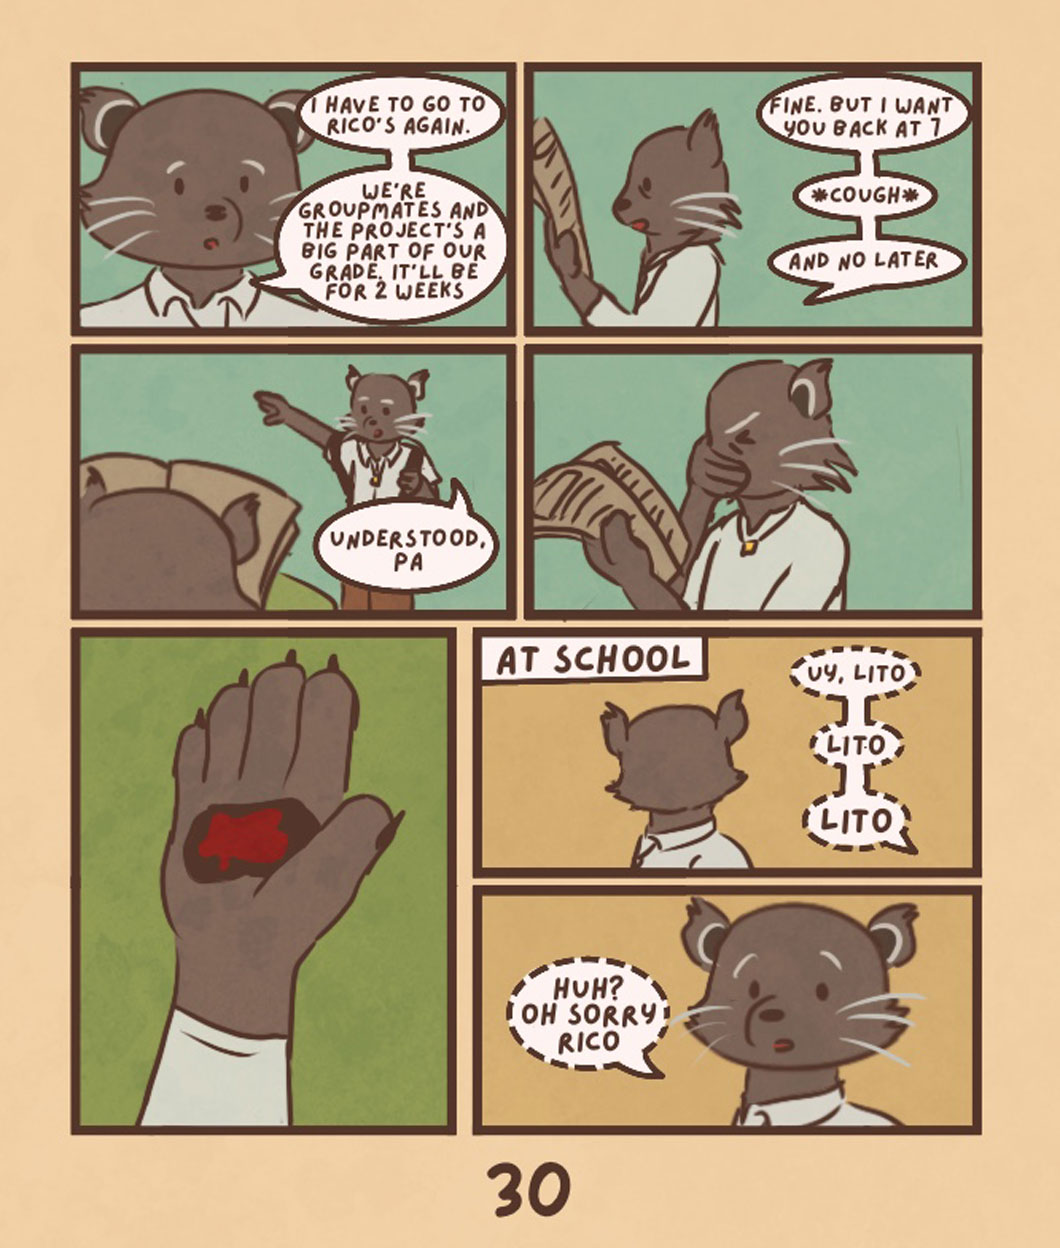 I HAVE TO GO TO
RICO'S AGAIN.
WE'RE
GROUPMATES AND
THE PROJECT'S A
BIG PART OF OUR
GRADE. IT'LL BE
FOR 2 WEEKS
FINE. BUT I WANT
YOU BACK AT 7
*COUGH*
AND NO LATER
UNDERSTOOD,
PA
AT SCHOOL
UY, LITO
LITO
LITO
HUH?
OH SORRY
RICO
30